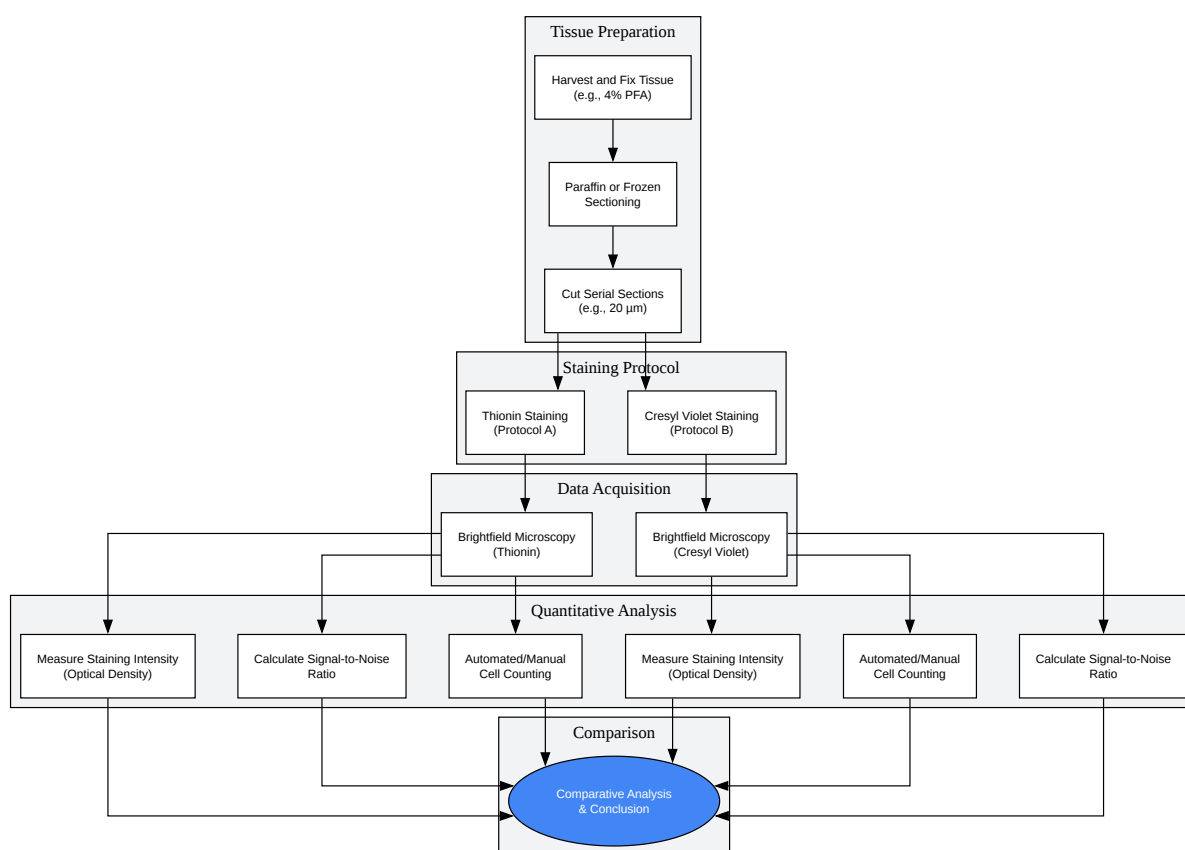 Tissue Preparation
Harvest and Fix Tissue
(e.g., 4% PFA)
Paraffin or Frozen
Sectioning
Cut Serial Sections
(e.g., 20 µm)
Staining Protocol
Thionin Staining
(Protocol A)
Cresyl Violet Staining
(Protocol B)
Data Acquisition
Brightfield Microscopy
(Thionin)
Brightfield Microscopy
(Cresyl Violet)
Quantitative Analysis
Measure Staining Intensity
(Optical Density)
Calculate Signal-to-Noise
Ratio
Automated/Manual
Cell Counting
Measure Staining Intensity
(Optical Density)
Automated/Manual
Cell Counting
Calculate Signal-to-Noise
Ratio
Comparison
Comparative Analysis
& Conclusion